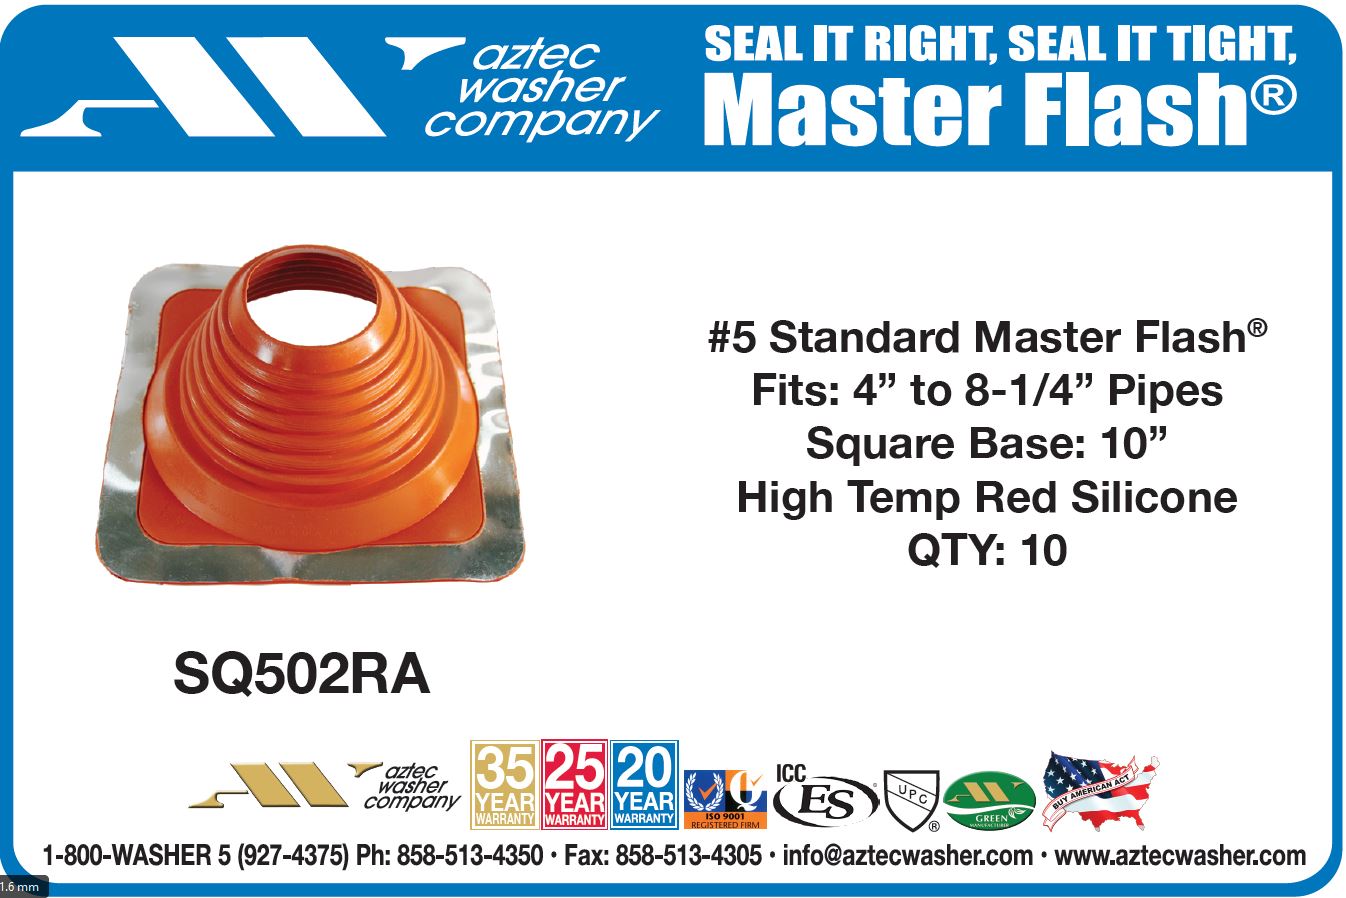 aztec
washer
company
SEAL IT RIGHT, SEAL IT TIGHT,
Master Flash®
#5 Standard Master Flash®
Fits: 4” to 8-1/4” Pipes
Square Base: 10”
High Temp Red Silicone
QTY: 10
SQ502RA
aztec
washer
company
35
YEAR
WARRANTY
25
YEAR
WARRANTY
20
YEAR
WARRANTY
Q
ISO 9001
REGISTERED FIRM
ICC
ES
®
UPC
®
GREEN
MANUFACTURER
BUY AMERICAN ACT
1-800-WASHER 5 (927-4375) Ph: 858-513-4350 • Fax: 858-513-4305 • info@aztecwasher.com • www.aztecwasher.com
1.6 mm